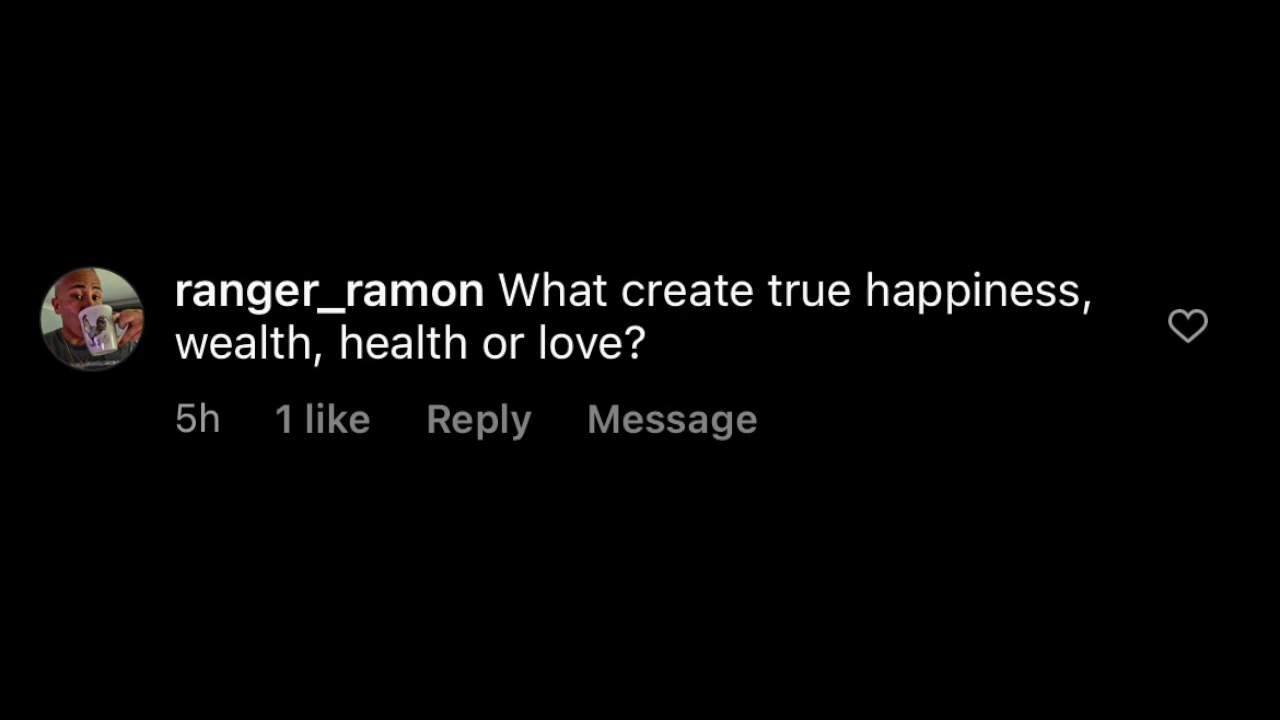 ranger_ramon What create true happiness,
wealth, health or love?
5h 1 like Reply Message